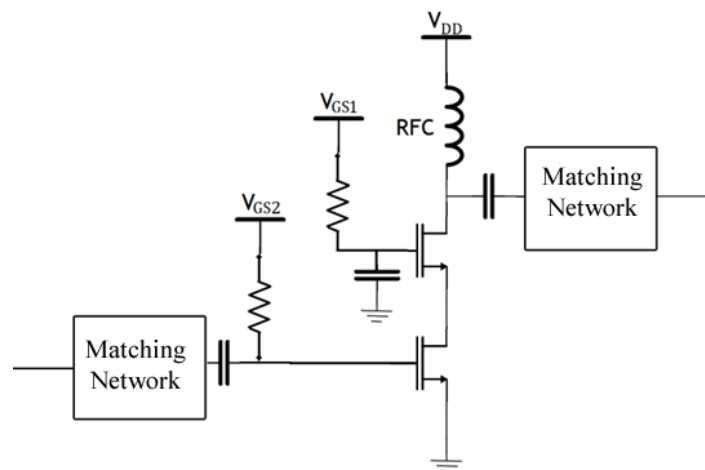 V_DD
RFC
V_GS1
V_GS2
Matching
Network
Matching
Network